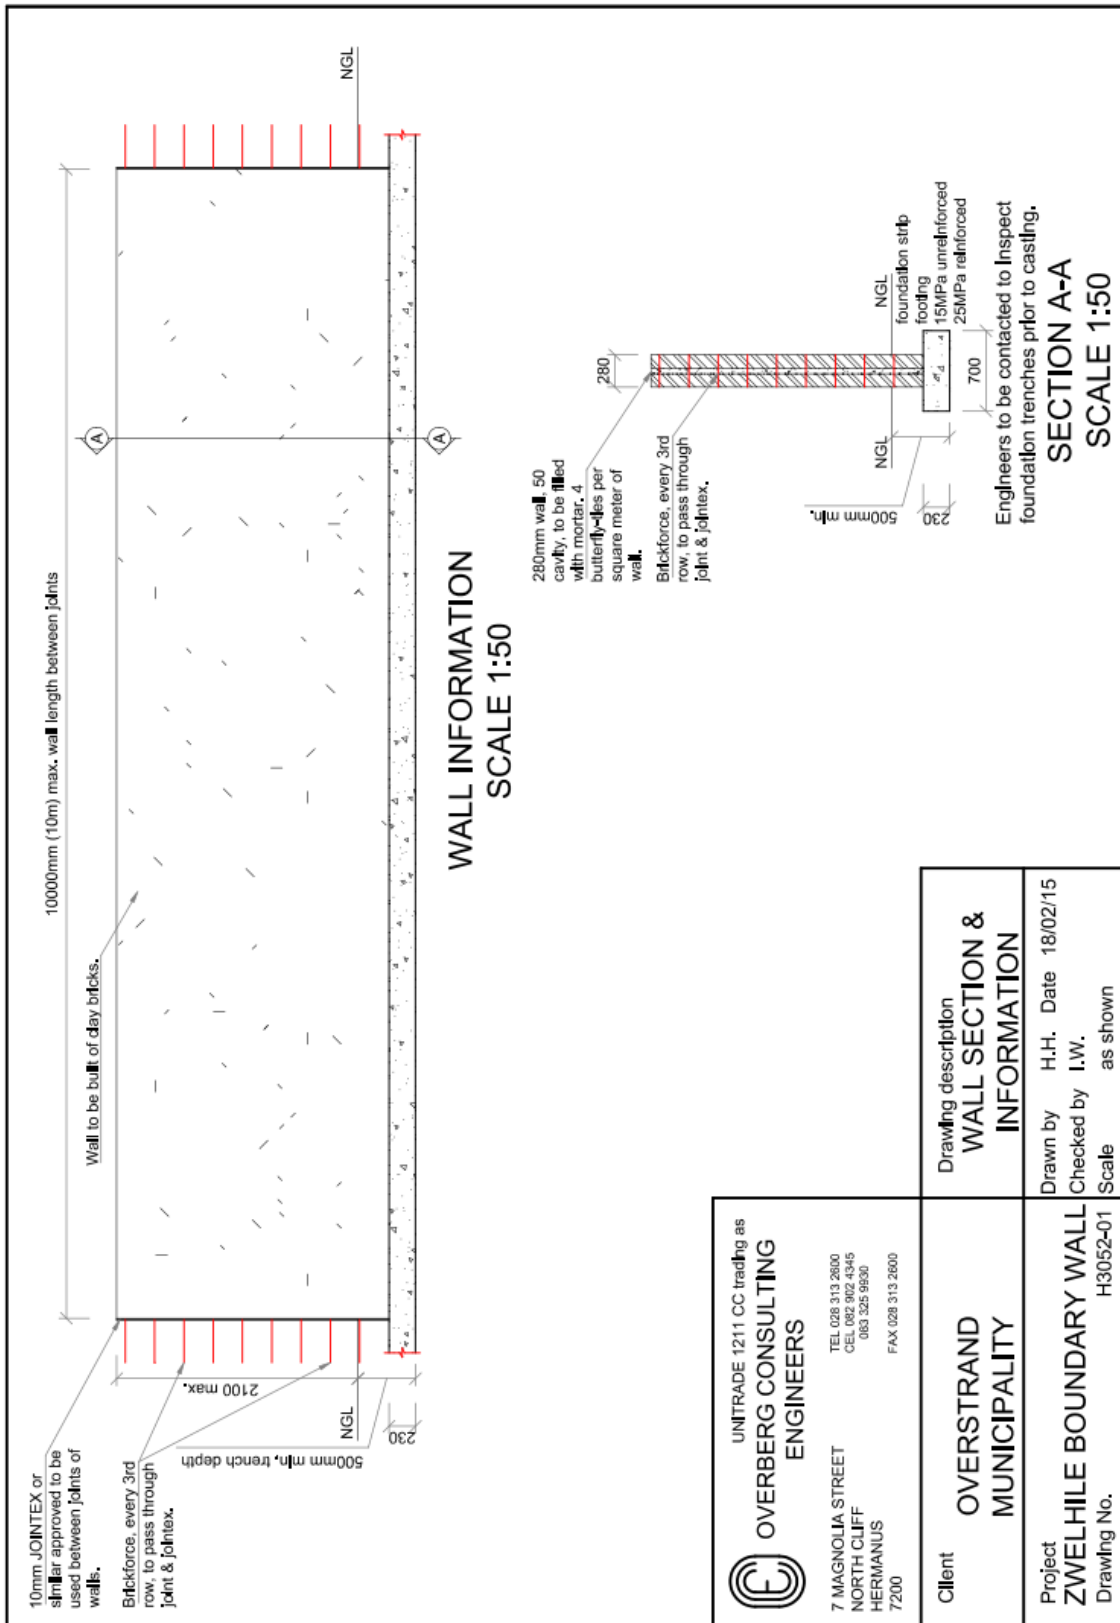 10000mm (10m) max. wall length between joints
10mm JOINTEX or
similar approved to be
used between joints of
walls.
Wall to be built of clay bricks.
Brickforce, every 3rd
row, to pass through
joint & jointex.
2100 max.
NGL
NGL
500mm min. trench depth
230
A
A
WALL INFORMATION
SCALE 1:50
280mm wall, 50
cavity, to be filled
with mortar. 4
butterfly-ties per
square meter of
wall.
Brickforce, every 3rd
row, to pass through
joint & jointex.
280
NGL
NGL
500mm min.
230
foundation strip
footing
15MPa unreinforced
25MPa reinforced
700
Engineers to be contacted to inspect
foundation trenches prior to casting.
SECTION A-A
SCALE 1:50
UNITRADE 1211 CC trading as
OVERBERG CONSULTING
ENGINEERS
7 MAGNOLIA STREET
NORTH CLIFF
HERMANUS
7200
TEL 028 313 2600
CEL 082 902 4345
083 325 9930
FAX 028 313 2600
Client
OVERSTRAND
MUNICIPALITY
Drawing description
WALL SECTION &
INFORMATION
Project
ZWELHILE BOUNDARY WALL
Drawing No. H3052-01
Drawn by H.H. Date 18/02/15
Checked by I.W.
Scale as shown